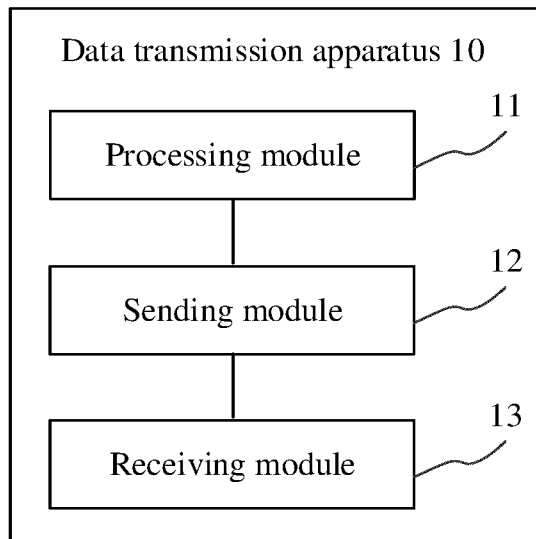 Data transmission apparatus 10
11
Processing module
12
Sending module
13
Receiving module